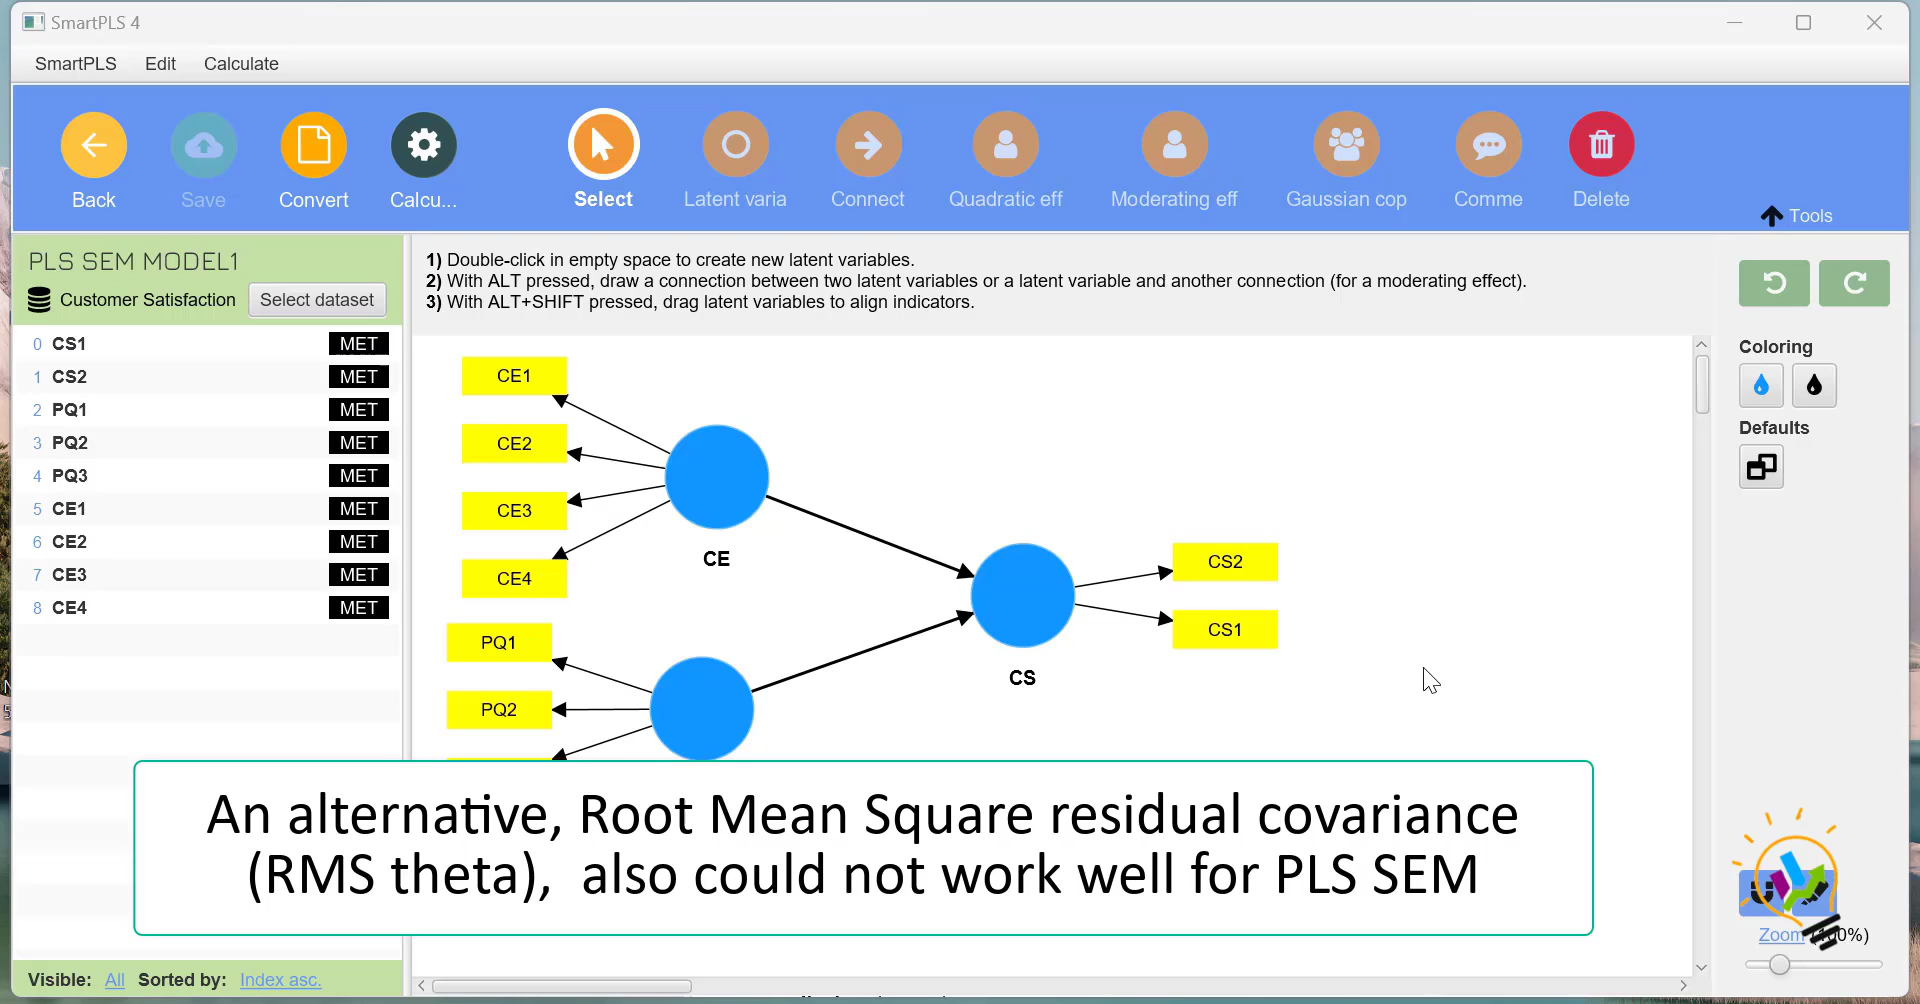 SmartPLS 4
SmartPLS Edit Calculate
Back Save Convert Calcu... Select Latent varia Connect Quadratic eff Moderating eff Gaussian cop Comme Delete Tools
PLS SEM MODEL1
Customer Satisfaction Select dataset
0 CS1 MET
1 CS2 MET
2 PQ1 MET
3 PQ2 MET
4 PQ3 MET
5 CE1 MET
6 CE2 MET
7 CE3 MET
8 CE4 MET
Visible: All Sorted by: Index asc.
1) Double-click in empty space to create new latent variables.
2) With ALT pressed, draw a connection between two latent variables or a latent variable and another connection (for a moderating effect).
3) With ALT+SHIFT pressed, drag latent variables to align indicators.
CE1
CE2
CE3
CE4
CE
PQ1
PQ2
CS2
CS1
CS
An alternative, Root Mean Square residual covariance
(RMS theta), also could not work well for PLS SEM
Coloring
Defaults
Zoom